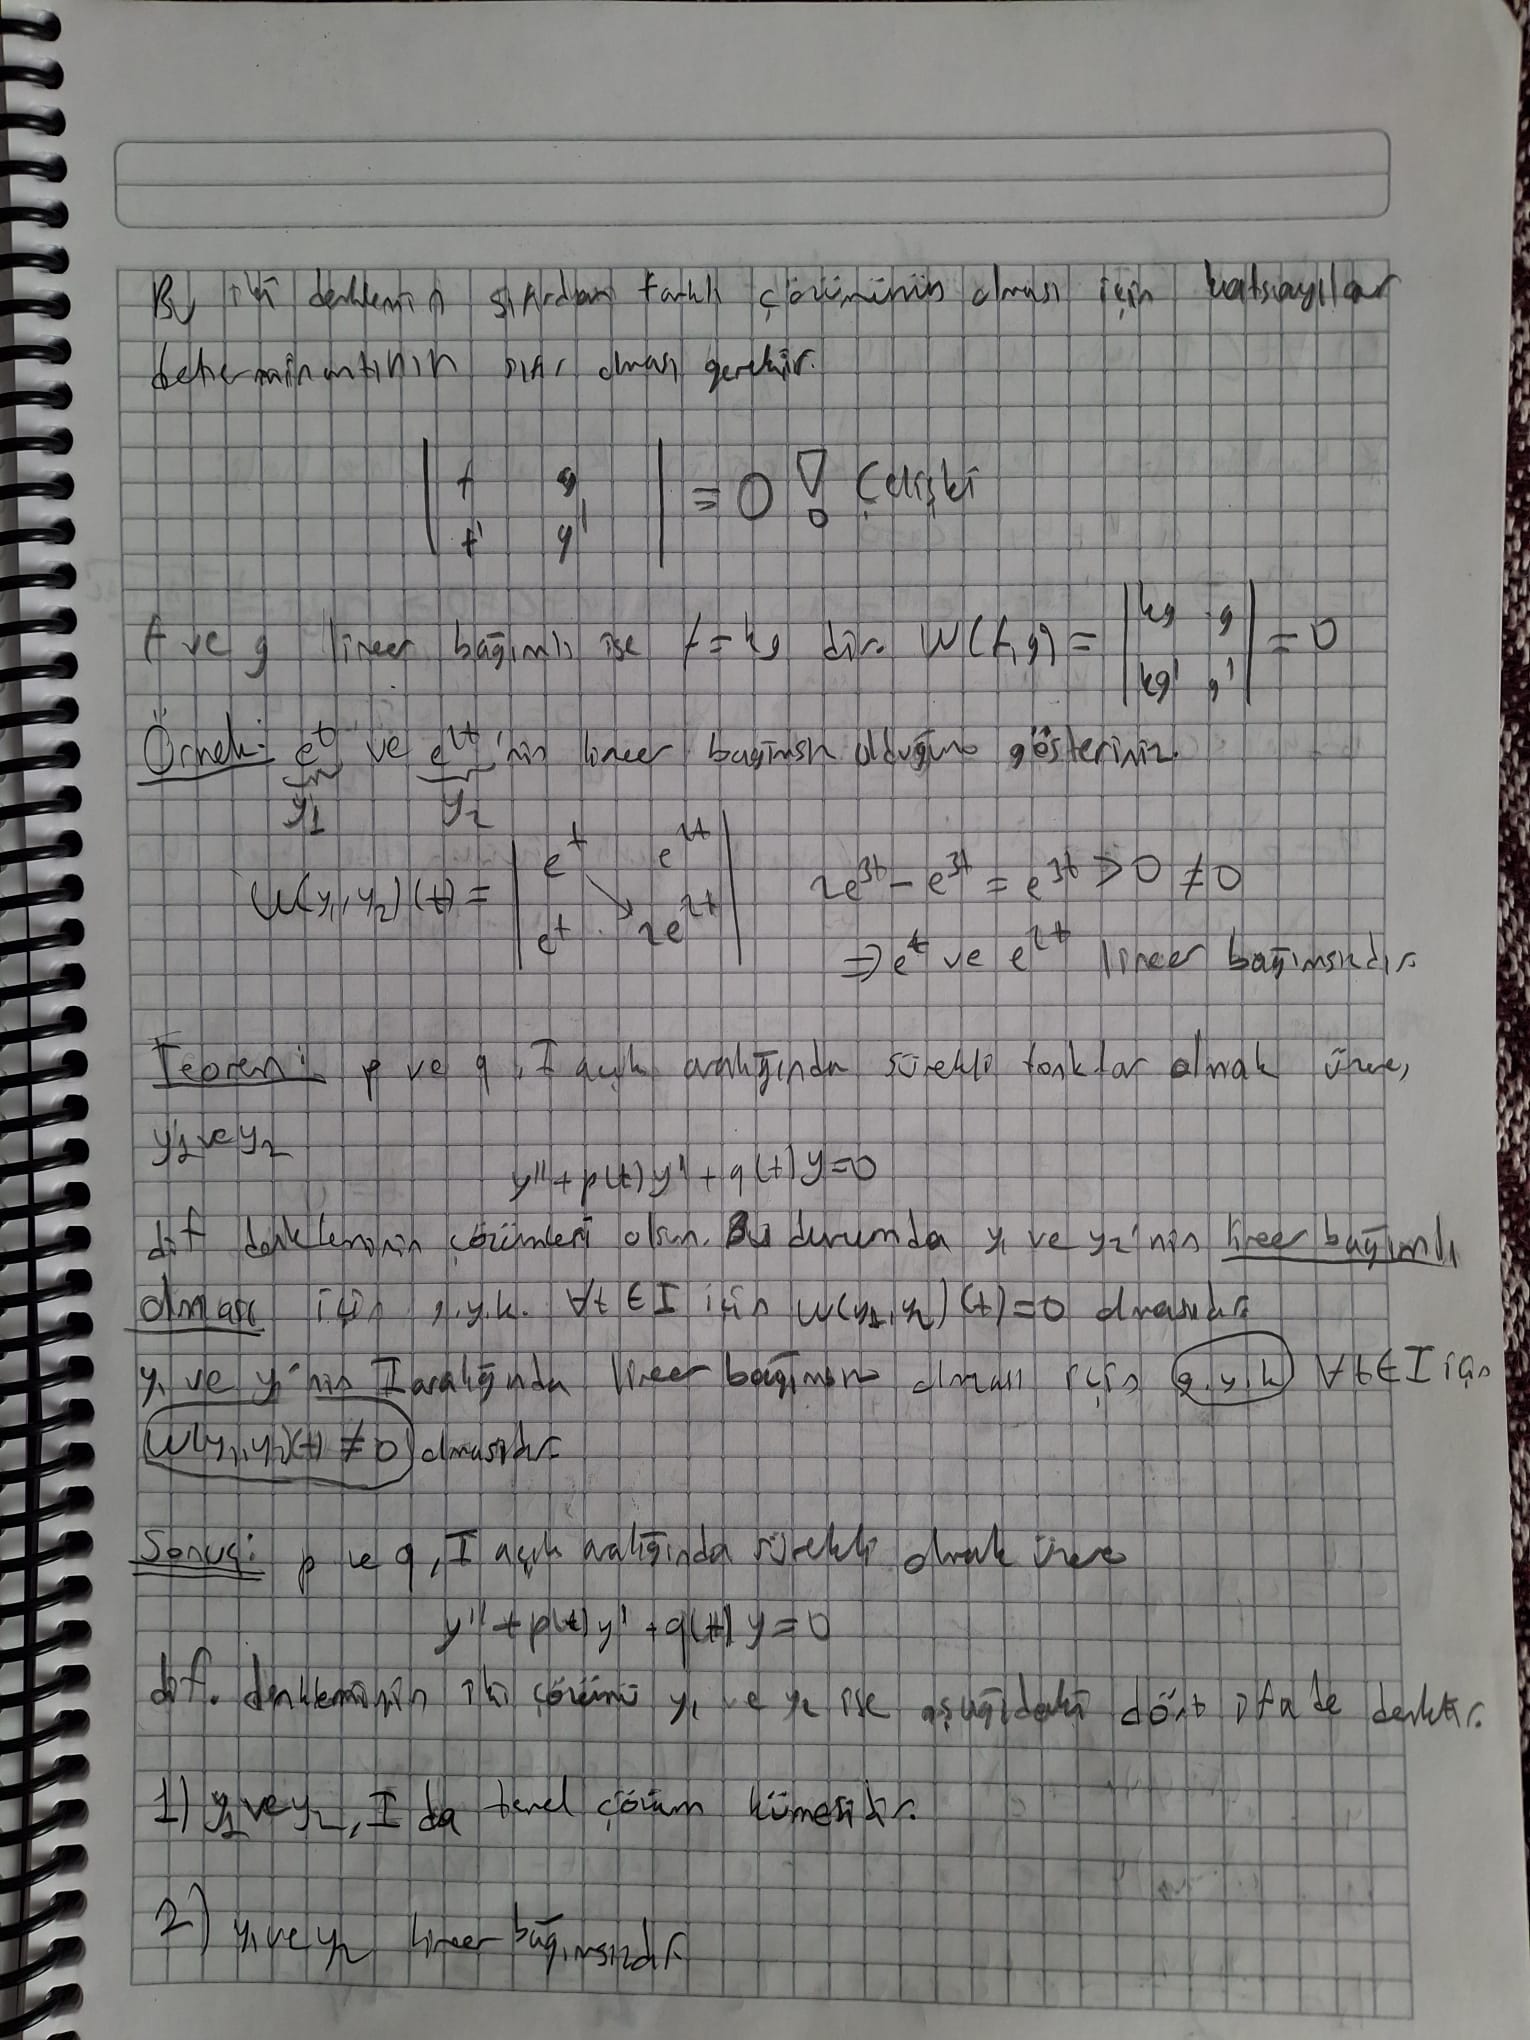 Bu iki denklemin sıfırdan farklı çözümünün olması için katsayılar
determinantının sıfır olması gerekir.
| f g |
| f' g' | = 0 ! Çelişki
f ve g lineer bağımlı ise f = kg dir. W(f,g) = | kg g | = 0
| kg' g' |
Örnek: e^t ve e^2t 'nin lineer bağımsız olduğunu gösteriniz.
y1 y2
W(y1,y2)(t) = | e^t e^2t | 2e^3t - e^3t = e^3t > 0 ≠ 0
| e^t 2e^2t | ⇒ e^t ve e^2t lineer bağımsızdır.
Teorem: p ve q, I açık aralığında sürekli fonklar olmak üzere,
y1 ve y2
y'' + p(t)y' + q(t)y = 0
dif denkleminin çözümleri olsun. Bu durumda y1 ve y2'nin lineer bağımlı
olması için g.y.k. ∀t ∈ I için W(y1,y2)(t) = 0 olmasıdır.
y1 ve y2'nin I aralığında lineer bağımsız olması için g.y.k ∀t ∈ I için
W(y1,y2)(t) ≠ 0 olmasıdır.
Sonuç: p ve q, I açık aralığında sürekli olmak üzere
y'' + p(t)y' + q(t)y = 0
dif. denkleminin iki çözümü y1 ve y2 ise aşağıdaki dört ifade denktir.
1) y1 ve y2, I da temel çözüm kümesidir.
2) y1 ve y2 lineer bağımsızdır.